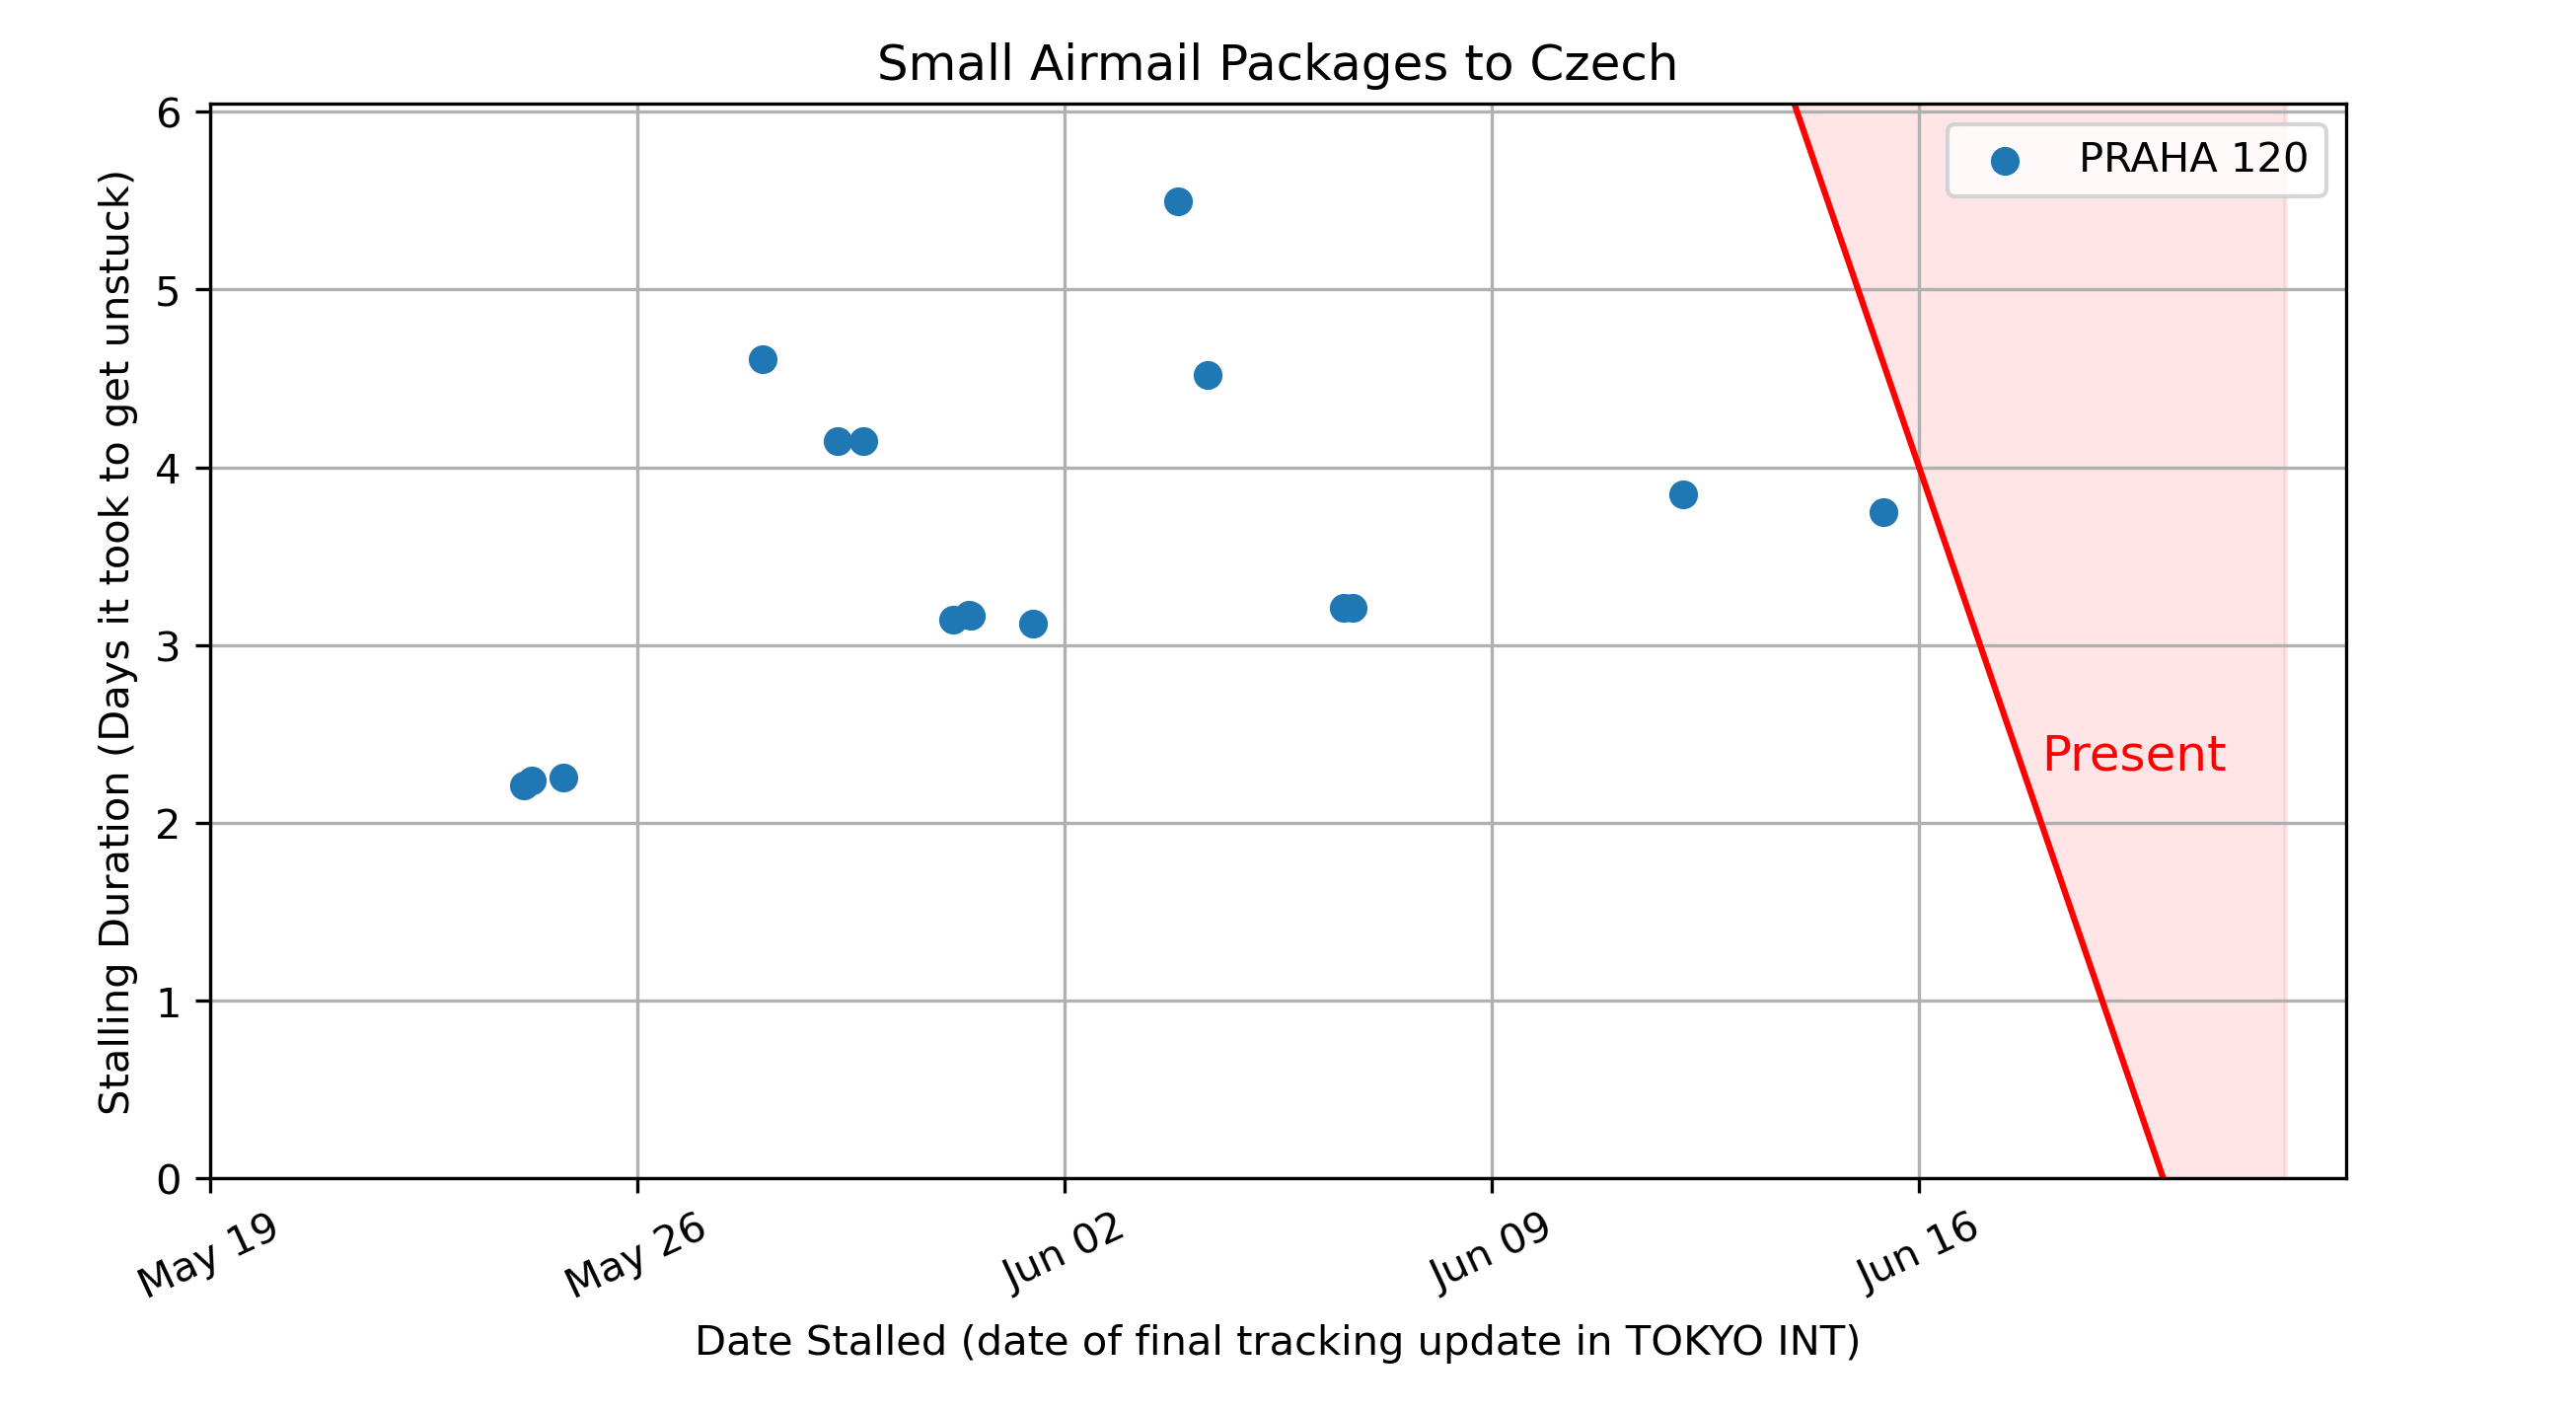 Small Airmail Packages to Czech
Stalling Duration (Days it took to get unstuck)
6
5
4
3
2
1
0
PRAHA 120
Present
May 19
May 26
Jun 02
Jun 09
Jun 16
Date Stalled (date of final tracking update in TOKYO INT)